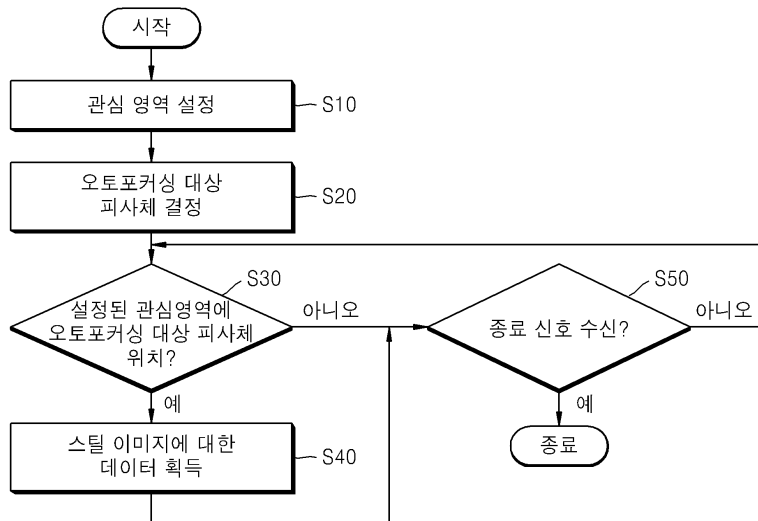 시작
관심 영역 설정
S10
오토포커싱 대상
피사체 결정
S20
S30
설정된 관심영역에
오토포커싱 대상 피사체
위치?
아니오
예
스틸 이미지에 대한
데이터 획득
S40
S50
종료 신호 수신?
아니오
예
종료